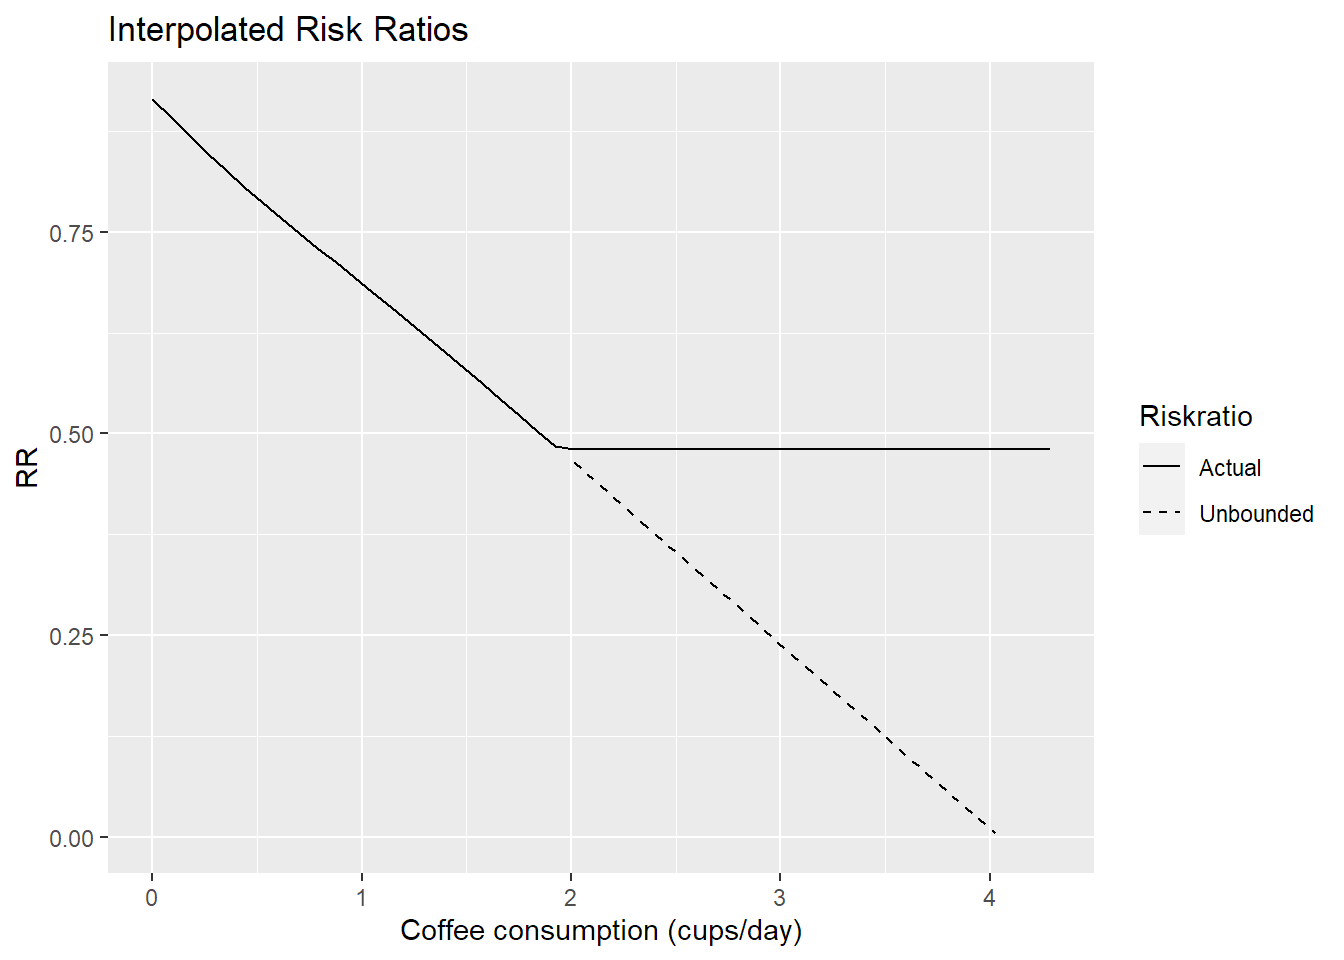 Interpolated Risk Ratios
RR
0.75
0.50
0.25
0.00
0 1 2 3 4
Coffee consumption (cups/day)
Riskratio
Actual
Unbounded